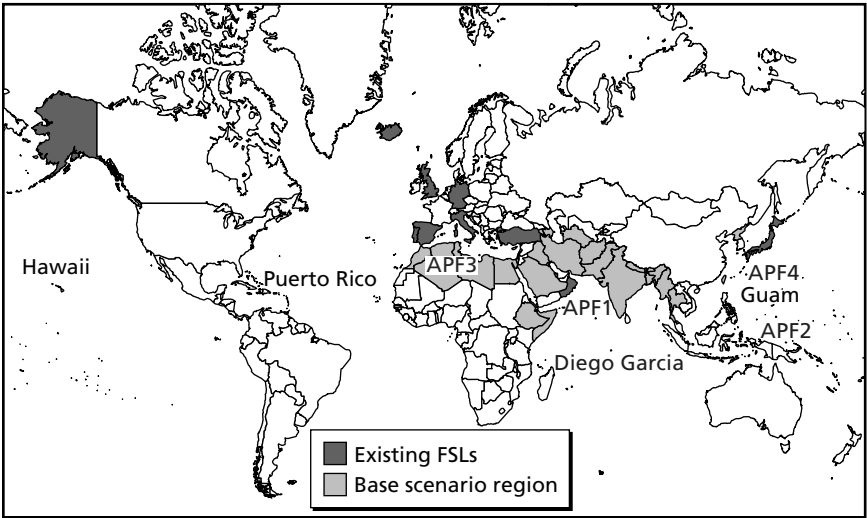 Hawaii
Puerto Rico
APF3
APF1
APF4
Guam
APF2
Diego Garcia
Existing FSLs
Base scenario region